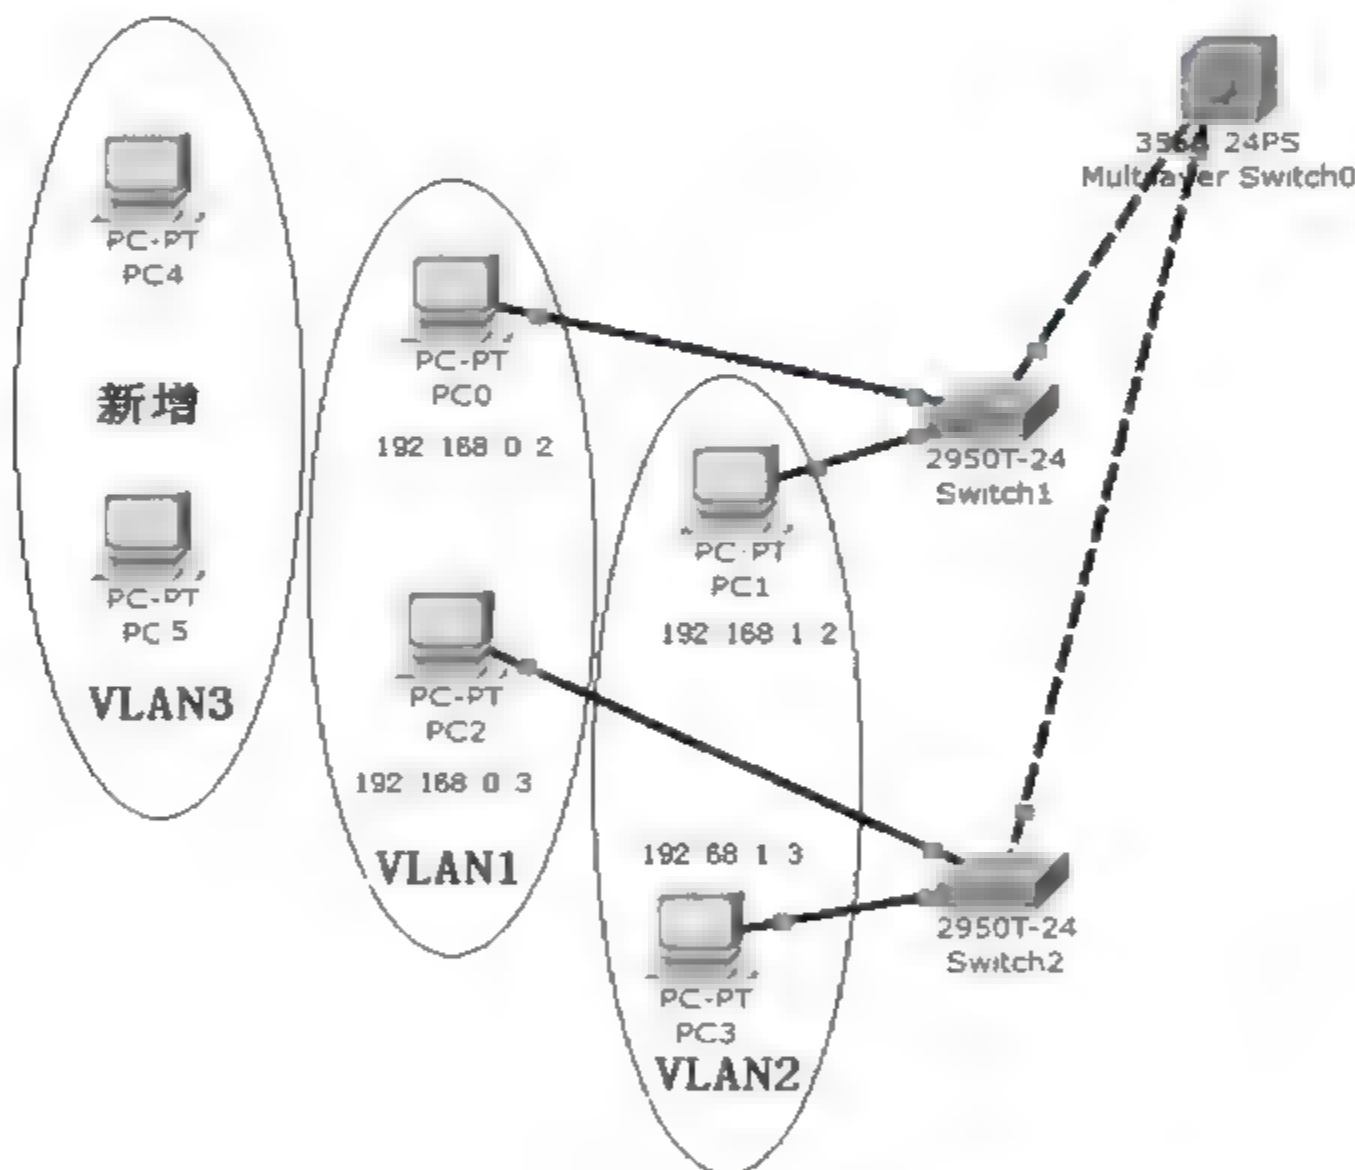 PC-PT
PC4
新增
PC-PT
PC 5
VLAN3
PC-PT
PC0
192 168 0 2
PC-PT
PC2
192 168 0 3
VLAN1
PC-PT
PC1
192 168 1 2
192 68 1 3
PC-PT
PC3
VLAN2
24PS
Multilayer Switch0
2950T-24
Switch1
2950T-24
Switch2